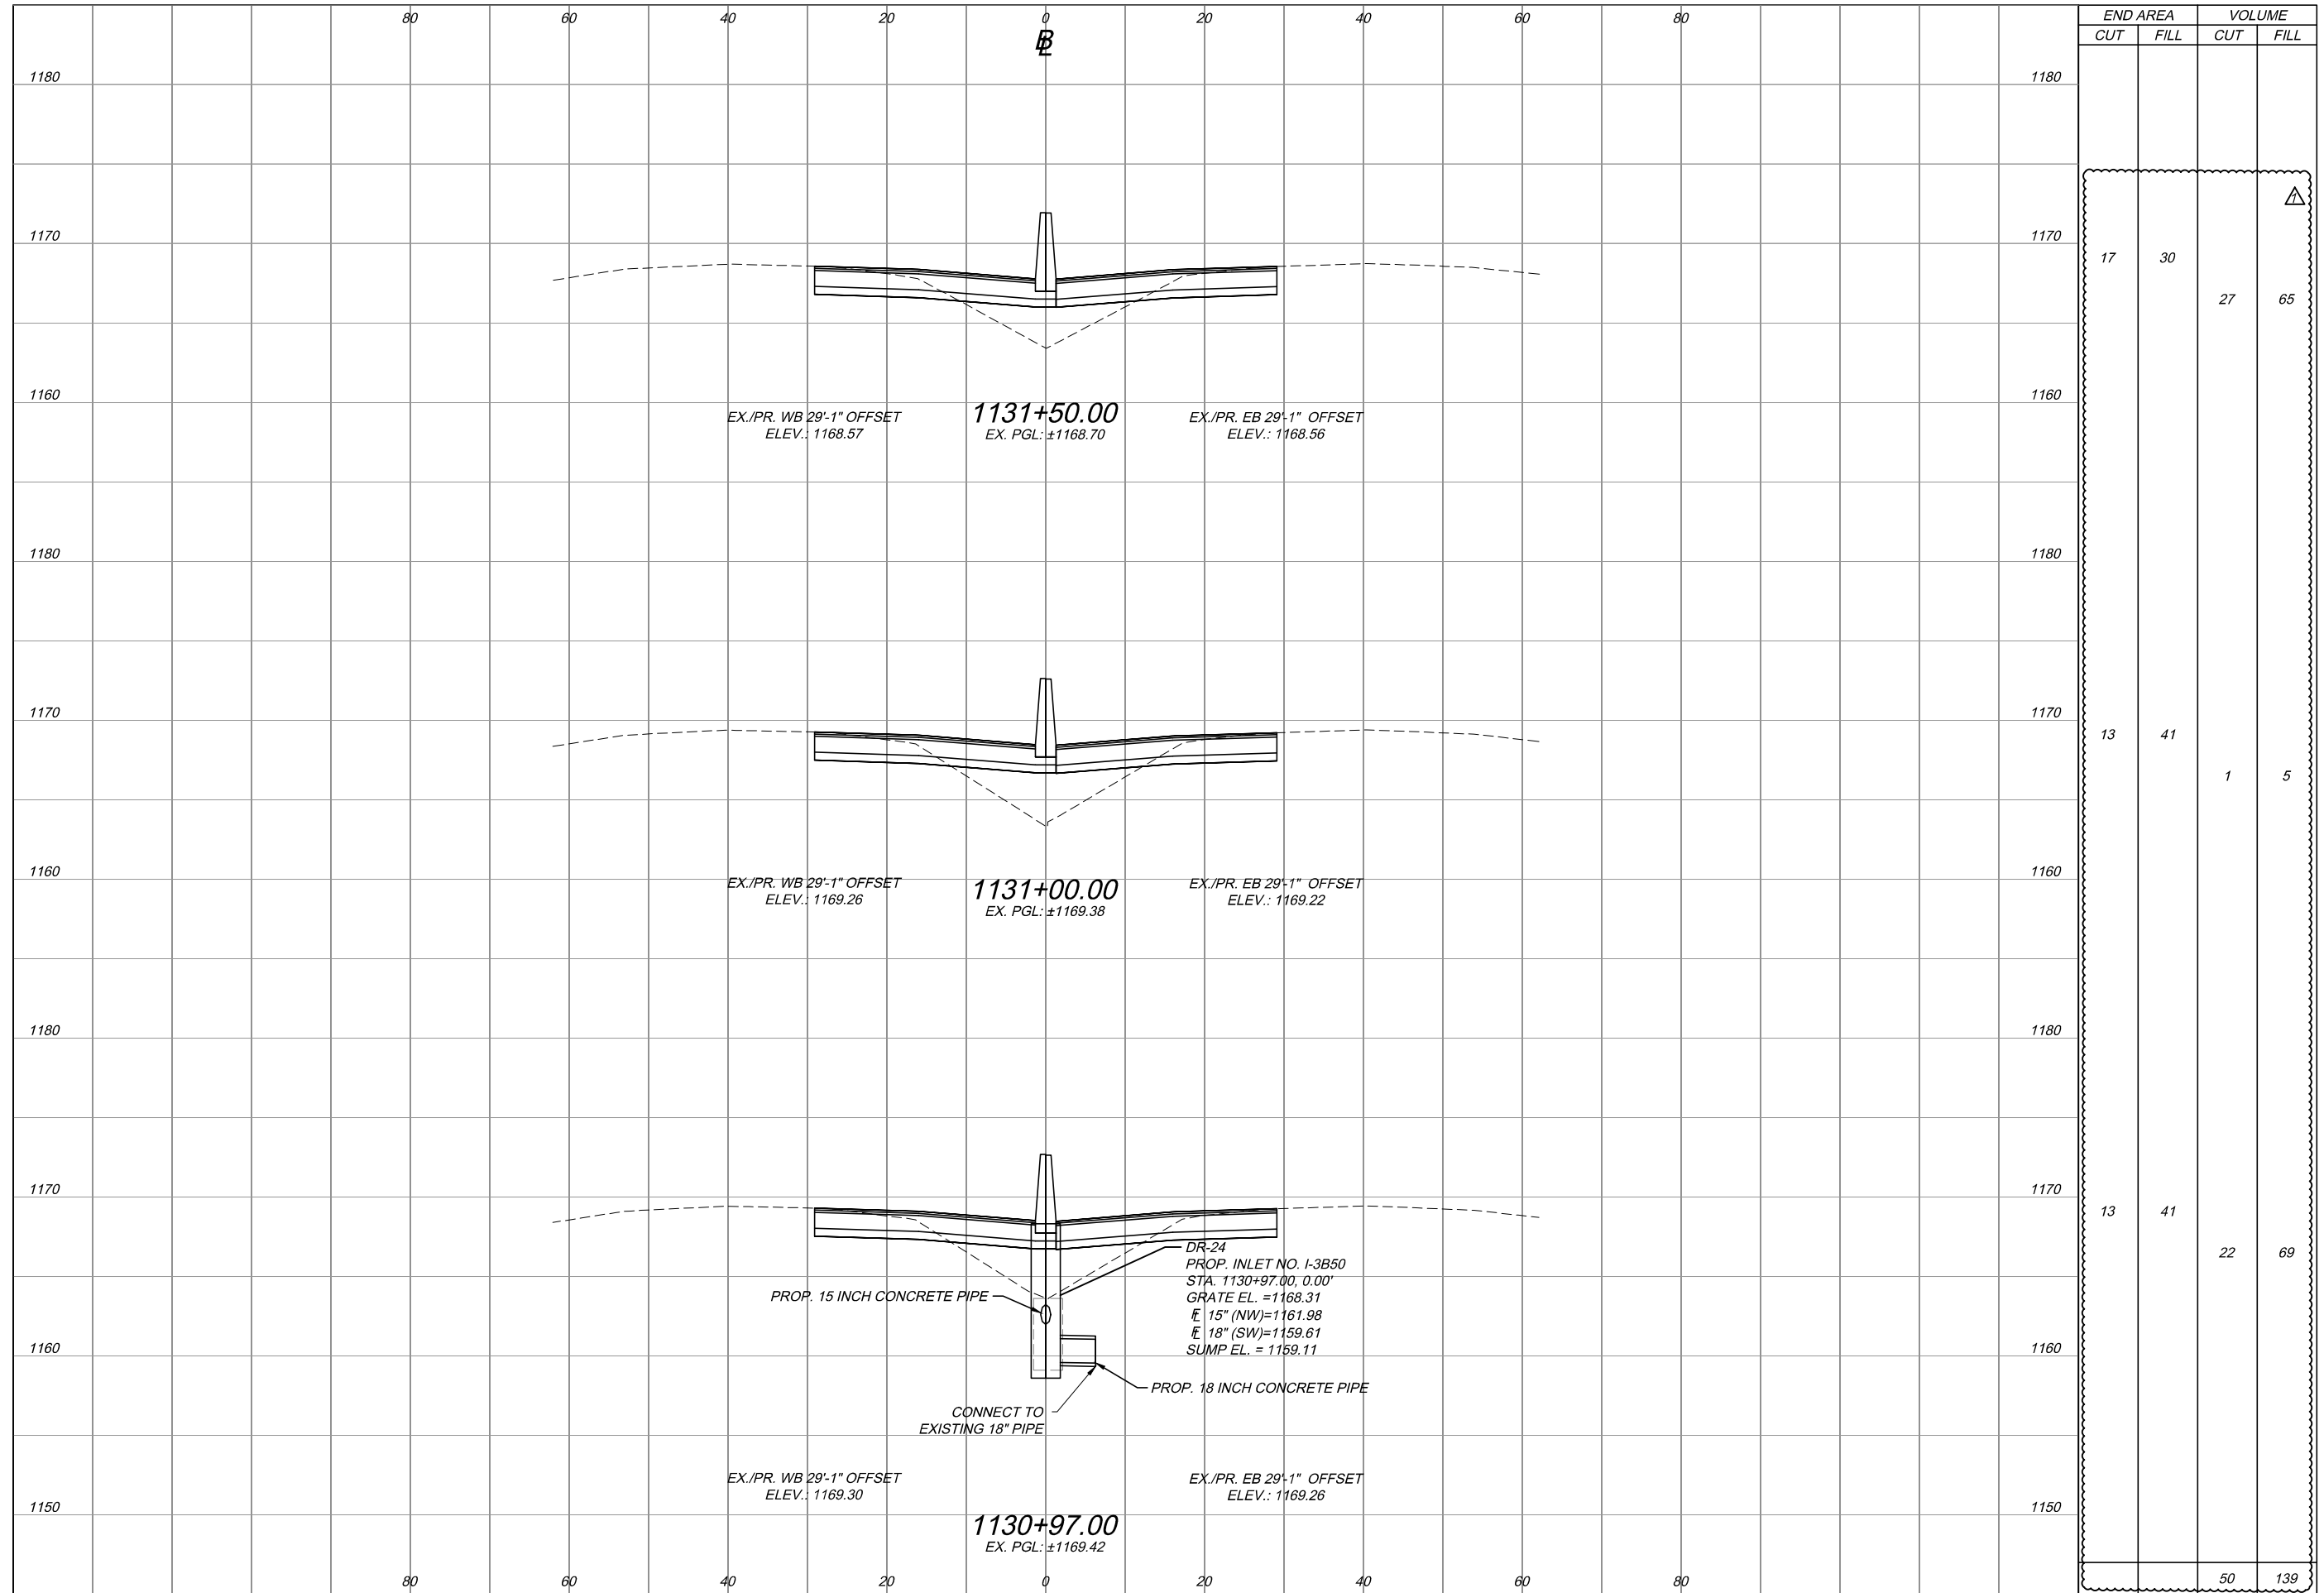 80 60 20 0 20 40 60 80
END AREA VOLUME
CUT FILL CUT FILL
BL
1180 1180
1
1170 1170
17 30
27 65
1160 1160
EX./PR. WB 29'-1" OFFSET
ELEV.: 1168.57
1131+50.00
EX. PGL: ±1168.70
EX./PR. EB 29'-1" OFFSET
ELEV.: 1168.56
1180 1180
1170 1170
13 41
1 5
1160 1160
EX./PR. WB 29'-1" OFFSET
ELEV.: 1169.26
1131+00.00
EX. PGL: ±1169.38
EX./PR. EB 29'-1" OFFSET
ELEV.: 1169.22
1180 1180
1170 1170
13 41
22 69
DR-24
PROP. INLET NO. I-3B50
STA. 1130+97.00, 0.00'
GRATE EL. =1168.31
FL 15" (NW)=1161.98
FL 18" (SW)=1159.61
SUMP EL. = 1159.11
PROP. 15 INCH CONCRETE PIPE
1160 1160
PROP. 18 INCH CONCRETE PIPE
CONNECT TO
EXISTING 18" PIPE
EX./PR. WB 29'-1" OFFSET
ELEV.: 1169.30
EX./PR. EB 29'-1" OFFSET
ELEV.: 1169.26
1150 1150
1130+97.00
EX. PGL: ±1169.42
50 139
80 60 40 20 0 20 40 60 80